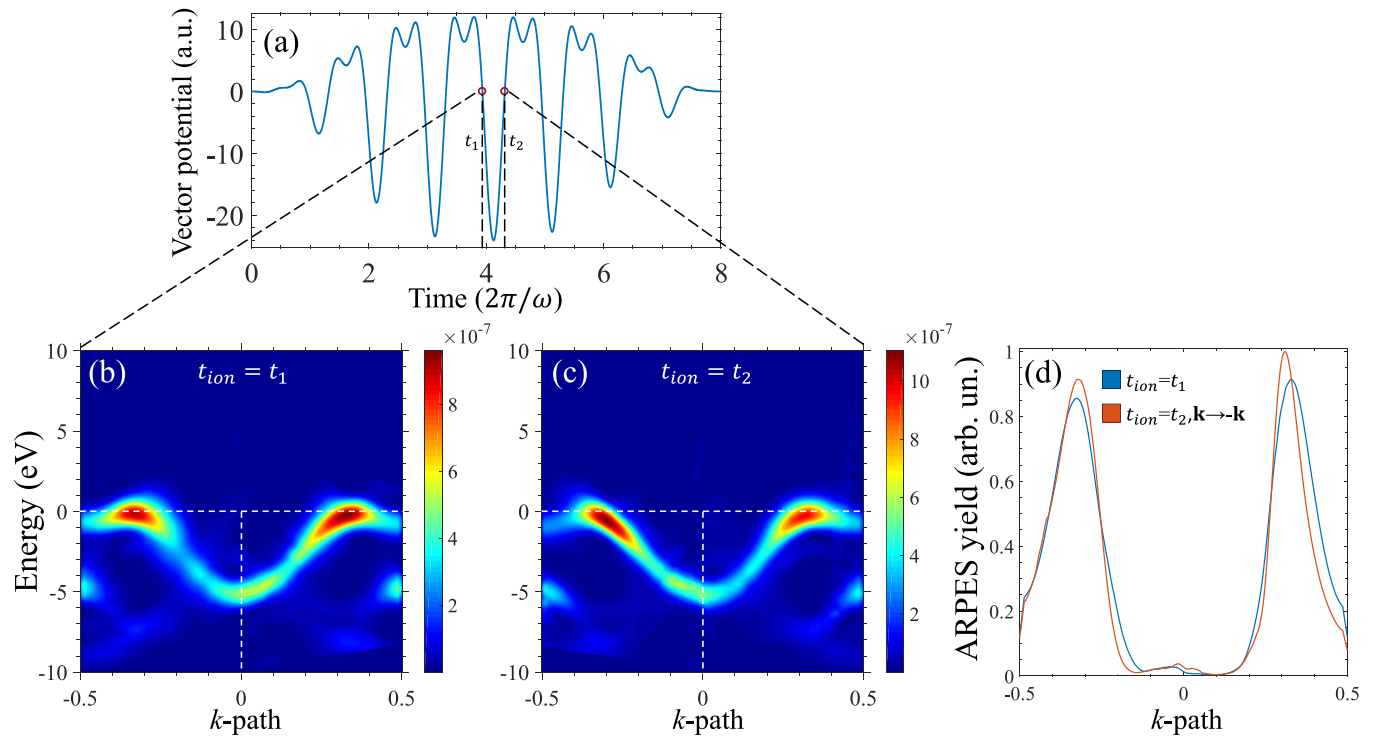 (a)
Vector potential (a.u.)
10
0
-10
-20
t1
t2
0
2
4
6
8
Time (2π/ω)
(b)
tion = t1
Energy (eV)
10
5
0
-5
-10
-0.5
0
0.5
k-path
×10-7
8
6
4
2
(c)
tion = t2
10
5
0
-5
-10
-0.5
0
0.5
k-path
×10-7
10
8
6
4
2
(d)
tion=t1
tion=t2,k→-k
ARPES yield (arb. un.)
1
0.8
0.6
0.4
0.2
0
-0.5
0
0.5
k-path